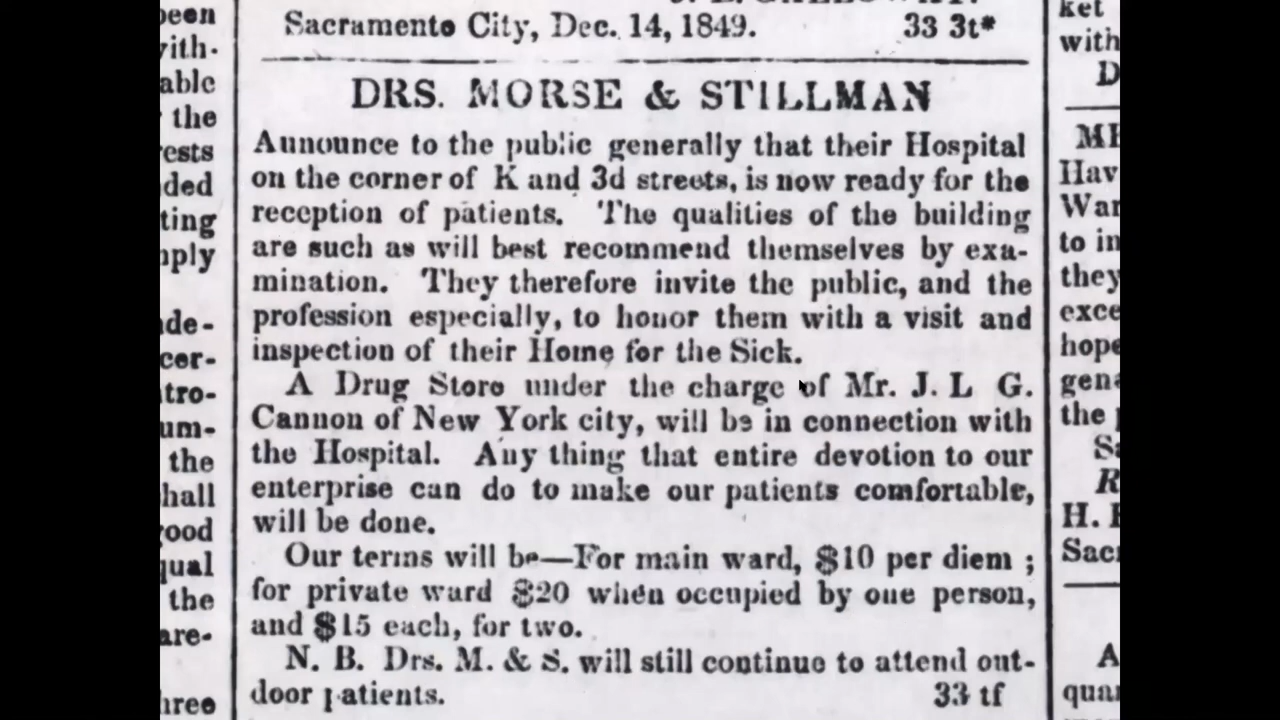 Sacramento City, Dec. 14, 1849. 33 3t*
DRS. MORSE & STILLMAN
Announce to the public generally that their Hospital
on the corner of K and 3d streets, is now ready for the
reception of patients. The qualities of the building
are such as will best recommend themselves by exa-
mination. They therefore invite the public, and the
profession especially, to honor them with a visit and
inspection of their Home for the Sick.
A Drug Store under the charge of Mr. J. L G.
Cannon of New York city, will be in connection with
the Hospital. Any thing that entire devotion to our
enterprise can do to make our patients comfortable,
will be done.
Our terms will be—For main ward, $10 per diem ;
for private ward $20 when occupied by one person,
and $15 each, for two.
N. B. Drs. M. & S. will still continue to attend out-
door patients. 33 tf